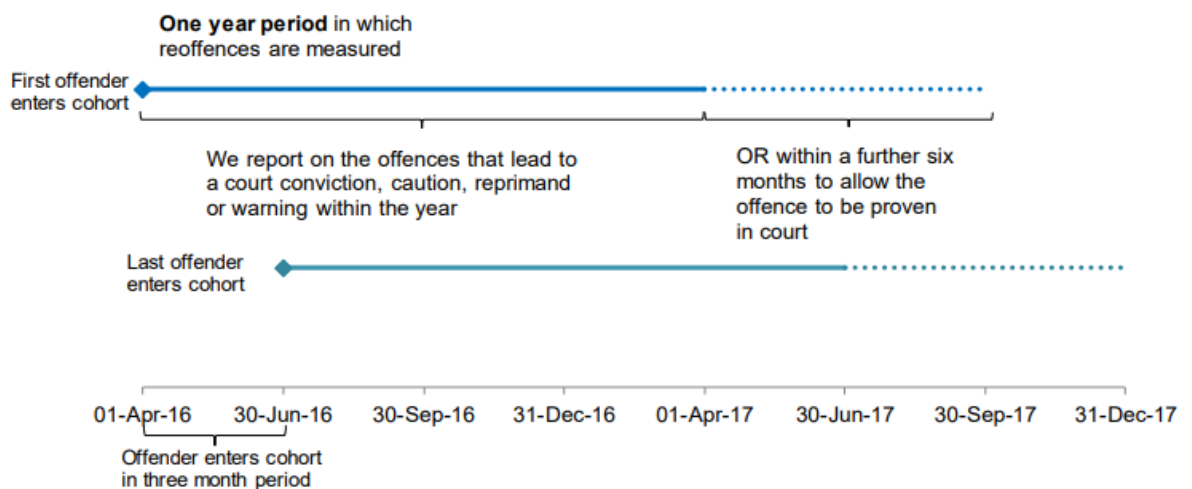 One year period in which
reoffences are measured
First offender
enters cohort
We report on the offences that lead to
a court conviction, caution, reprimand
or warning within the year
OR within a further six
months to allow the
offence to be proven
in court
Last offender
enters cohort
01-Apr-16 30-Jun-16 30-Sep-16 31-Dec-16 01-Apr-17 30-Jun-17 30-Sep-17 31-Dec-17
Offender enters cohort
in three month period